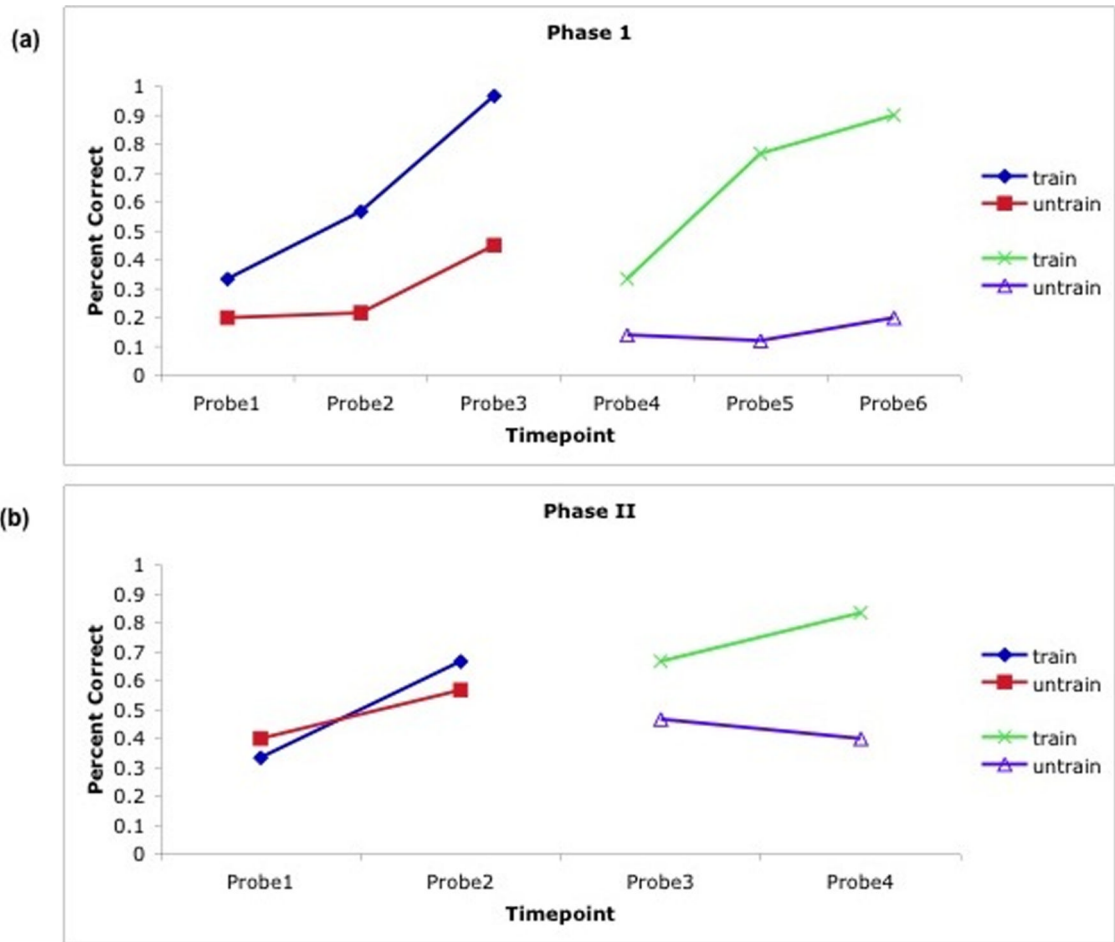 (a)
Phase 1
Percent Correct
1
0.9
0.8
0.7
0.6
0.5
0.4
0.3
0.2
0.1
0
Probe1 Probe2 Probe3 Probe4 Probe5 Probe6
Timepoint
train
untrain
train
untrain
(b)
Phase II
Percent Correct
1
0.9
0.8
0.7
0.6
0.5
0.4
0.3
0.2
0.1
0
Probe1 Probe2 Probe3 Probe4
Timepoint
train
untrain
train
untrain